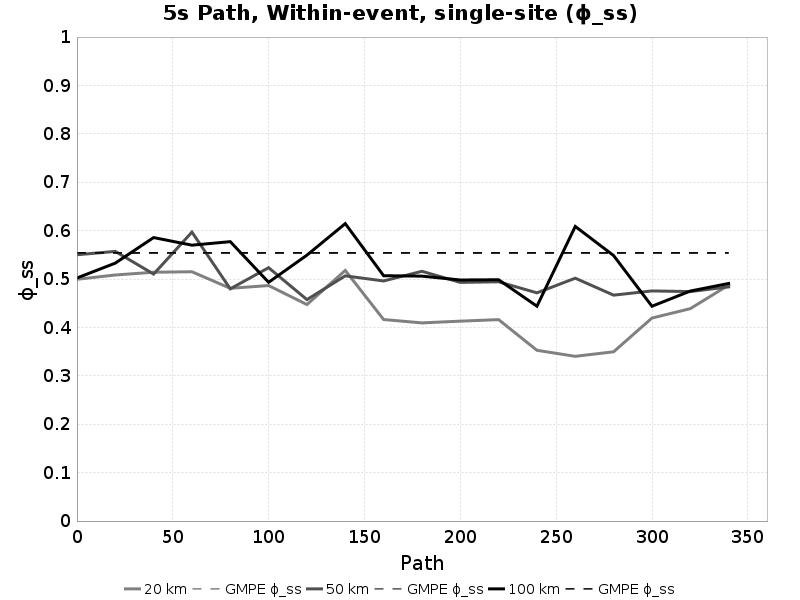 5s Path, Within-event, single-site (ϕ_ss)
1
0.9
0.8
0.7
0.6
0.5
0.4
0.3
0.2
0.1
0
ϕ_ss
0 50 100 150 200 250 300 350
Path
20 km GMPE ϕ_ss 50 km GMPE ϕ_ss 100 km GMPE ϕ_ss